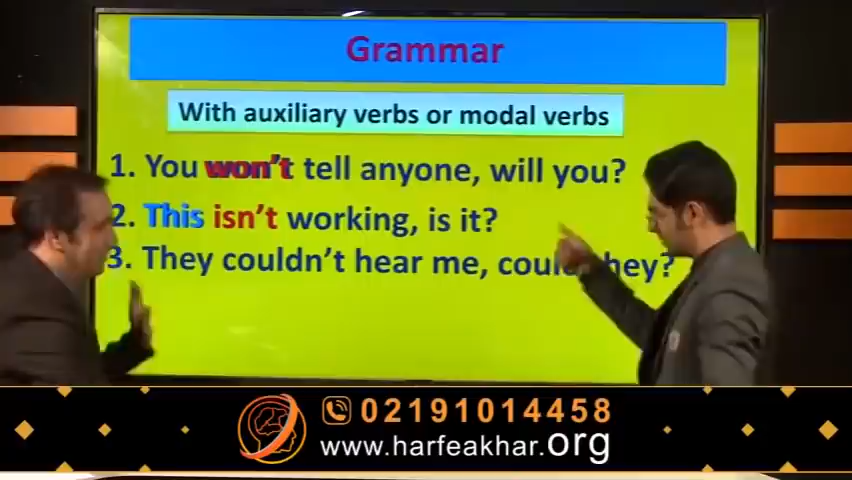 Grammar
With auxiliary verbs or modal verbs
1. You won't tell anyone, will you?
2. This isn't working, is it?
3. They couldn't hear me, could they?
02191014458
www.harfeakhar.org